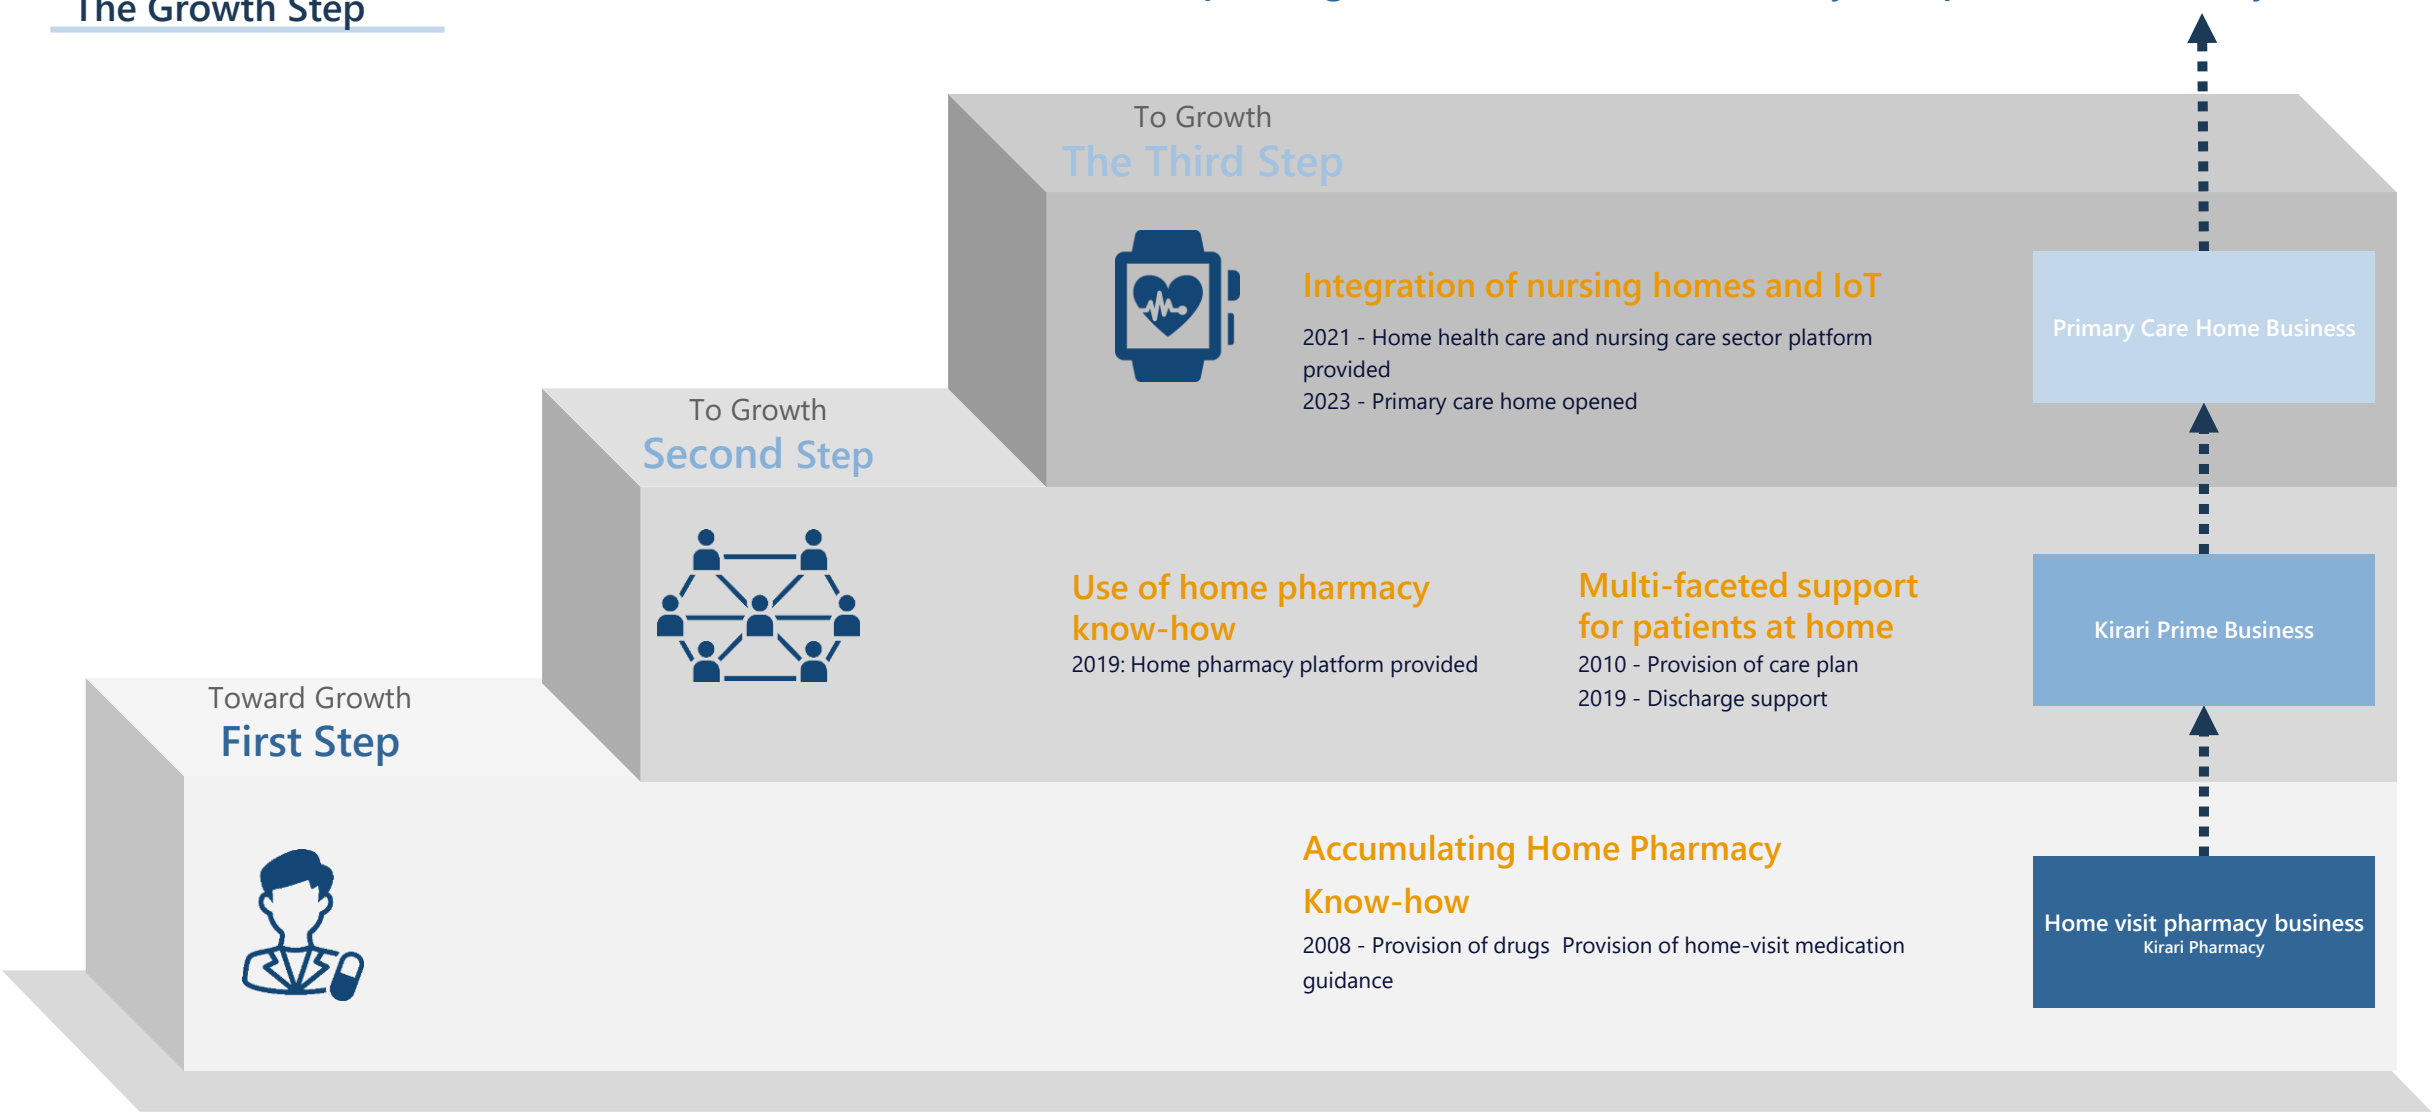 The Growth Step
To Growth
The Third Step
Integration of nursing homes and IoT
2021 - Home health care and nursing care sector platform
provided
2023 - Primary care home opened
Primary Care Home Business
To Growth
Second Step
Use of home pharmacy
know-how
2019: Home pharmacy platform provided
Multi-faceted support
for patients at home
2010 - Provision of care plan
2019 - Discharge support
Kirari Prime Business
Toward Growth
First Step
Accumulating Home Pharmacy
Know-how
2008 - Provision of drugs  Provision of home-visit medication
guidance
Home visit pharmacy business
Kirari Pharmacy